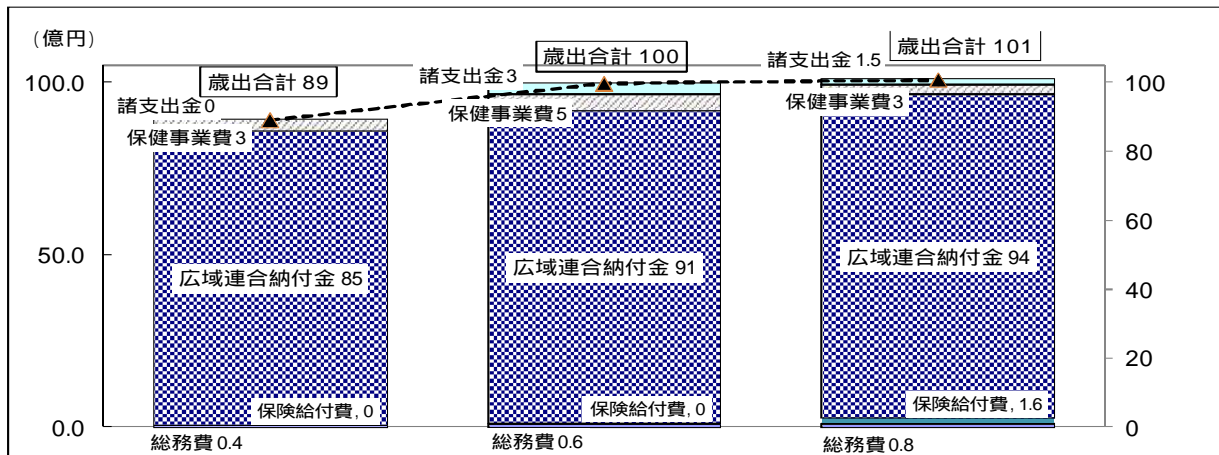 (億円)
歳出合計 89
歳出合計 100
歳出合計 101
諸支出金0
諸支出金3
諸支出金 1.5
保健事業費 3
保健事業費 5
保健事業費3
広域連合納付金 85
広域連合納付金 91
広域連合納付金 94
保険給付費, 0
保険給付費, 0
保険給付費, 1.6
総務費 0.4
総務費 0.6
総務費 0.8
100.0
50.0
0.0
100
80
60
40
20
0